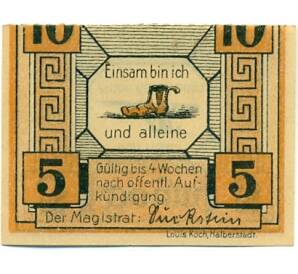 10 10
Einsam bin ich
und alleine
5 5
Gültig bis 4 Wochen
nach öffentl. Auf-
kündigung
Der Magistrat:
Louis Koch, Halberstadt.